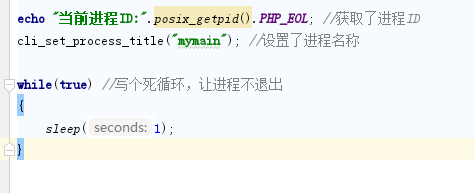 echo "当前进程ID:".posix_getpid().PHP_EOL; //获取了进程ID
cli_set_process_title("mymain"); //设置了进程名称
while(true) //写个死循环，让进程不退出
{
sleep( seconds: 1);
}